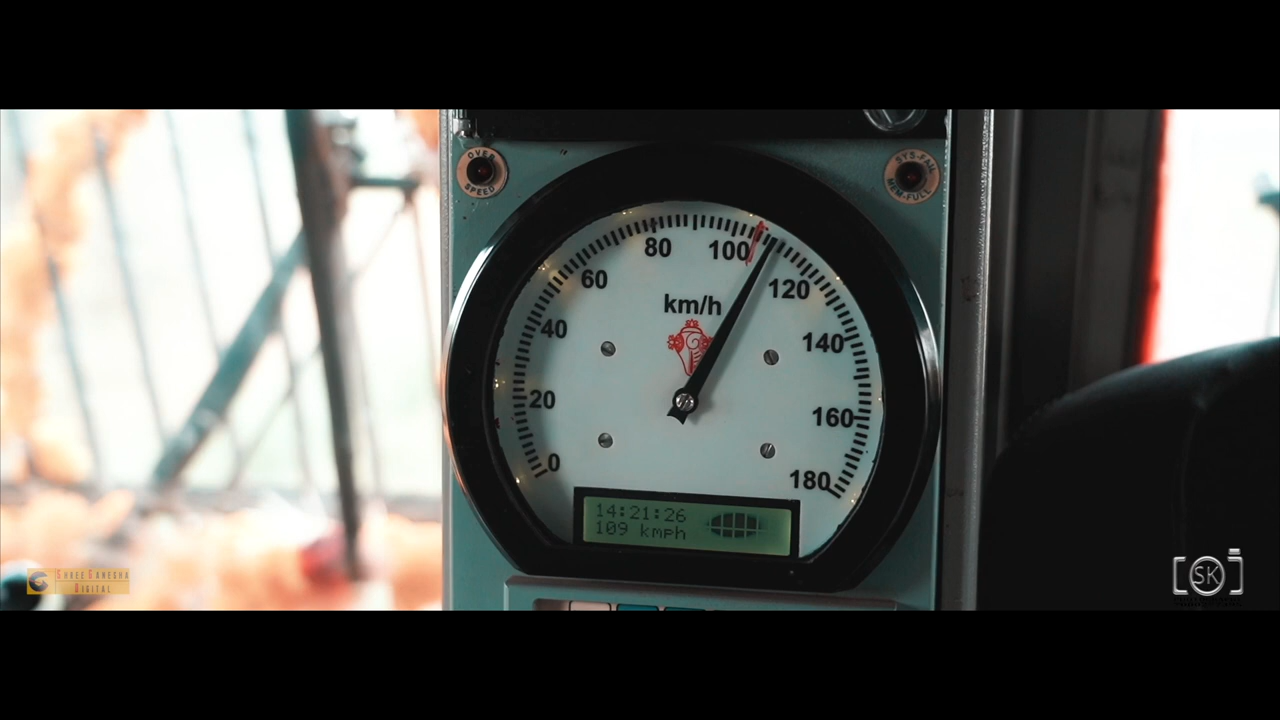 OVER
SPEED
SYS-FAIL
MEM-FULL
0
20
40
60
80
100
120
140
160
180
km/h
14:21:26
109 kmph
SHREE GANESHA
DIGITAL
SK